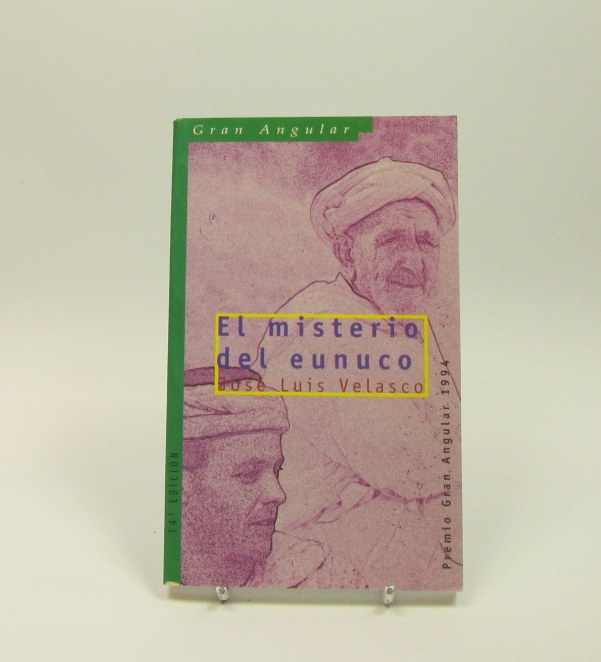 Gran Angular
El misterio
del eunuco
José Luis Velasco
Premio Gran Angular 1994
14ª EDICIÓN